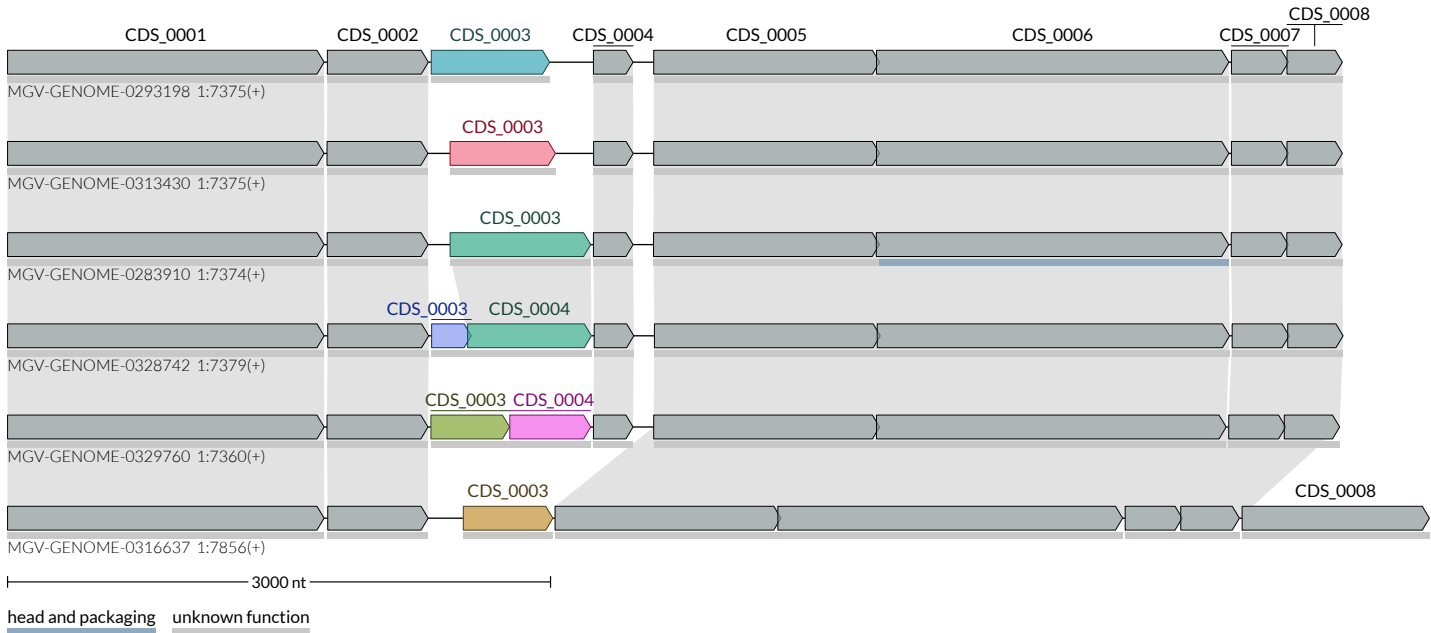 CDS_0008
CDS_0001 CDS_0002 CDS_0003 CDS_0004 CDS_0005 CDS_0006 CDS_0007
MGV-GENOME-0293198 1:7375(+)
CDS_0003
MGV-GENOME-0313430 1:7375(+)
CDS_0003
MGV-GENOME-0283910 1:7374(+)
CDS_0003 CDS_0004
MGV-GENOME-0328742 1:7379(+)
CDS_0003 CDS_0004
MGV-GENOME-0329760 1:7360(+)
CDS_0003 CDS_0008
MGV-GENOME-0316637 1:7856(+)
3000 nt
head and packaging unknown function